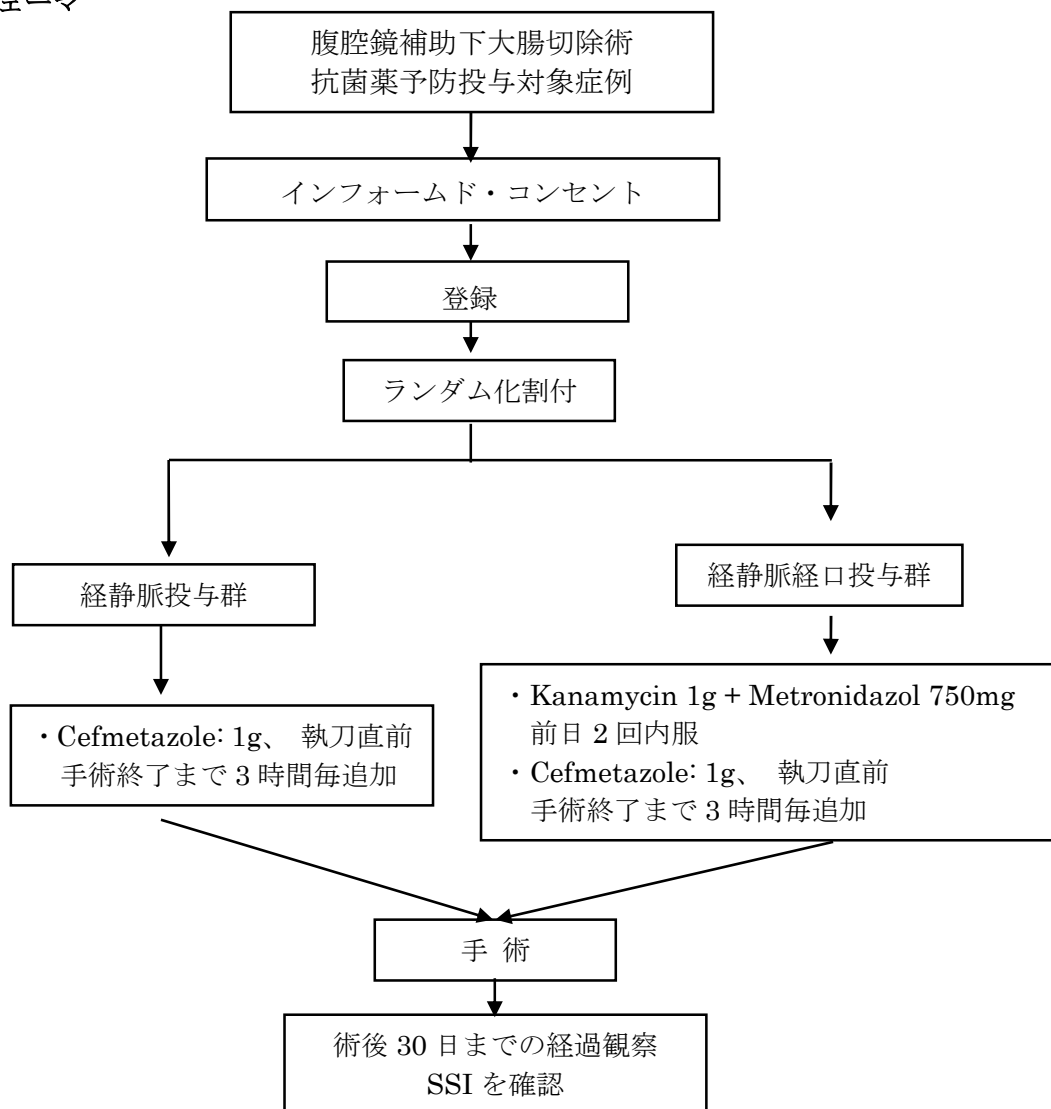 腹腔鏡補助下大腸切除術
抗菌薬予防投与対象症例
インフォームド・コンセント
登録
ランダム化割付
経静脈投与群
経静脈経口投与群
・Cefmetazole: 1g、 執刀直前
手術終了まで 3 時間毎追加
・Kanamycin 1g + Metronidazol 750mg
前日 2 回内服
・Cefmetazole: 1g、 執刀直前
手術終了まで 3 時間毎追加
手 術
術後 30 日までの経過観察
SSI を確認